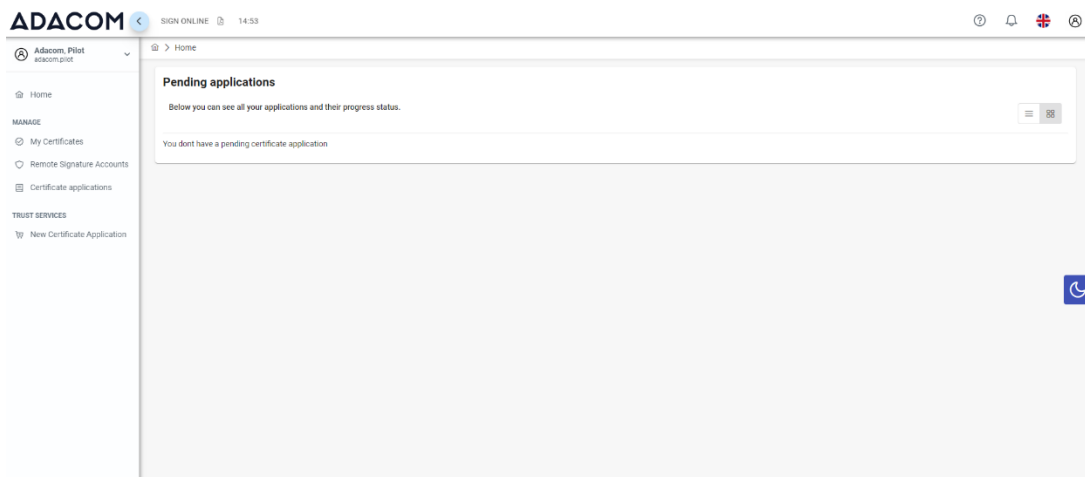 ADACOM
SIGN ONLINE 14:53
Adacom, Pilot
adacom.pilot
Home
Home
MANAGE
My Certificates
Remote Signature Accounts
Certificate applications
TRUST SERVICES
New Certificate Application
Pending applications
Below you can see all your applications and their progress status.
You dont have a pending certificate application